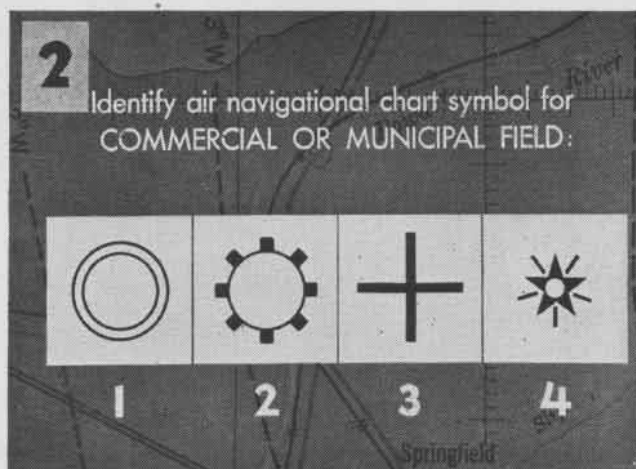 2
Identify air navigational chart symbol for
COMMERCIAL OR MUNICIPAL FIELD:
River
1 2 3 4
Springfield